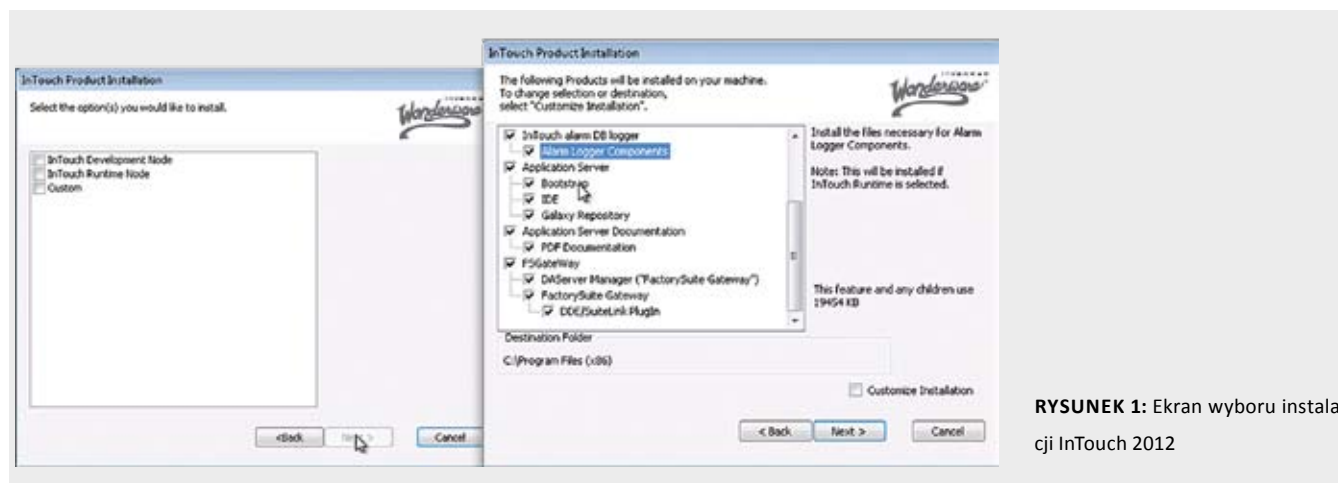 InTouch Product Installation
Select the option(s) you would like to install.
Wonderware
InTouch Development Node
InTouch Runtime Node
Custom
<Back
Next >
Cancel
InTouch Product Installation
The following Products will be installed on your machine.
To change selection or destination,
select "Customize Installation".
Wonderware
InTouch alarm DB logger
Alarm Logger Components
Application Server
Bootstrap
IDE
Galaxy Repository
Application Server Documentation
PDF Documentation
FSGateWay
DAServer Manager ("FactorySuite Gateway")
FactorySuite Gateway
DDE/SuiteLink PlugIn
Install the files necessary for Alarm
Logger Components.
Note: This will be installed if
InTouch Runtime is selected.
This feature and any children use
19454 KB
Destination Folder
C:\Program Files (x86)
Customize Installation
< Back
Next >
Cancel
RYSUNEK 1: Ekran wyboru instala
cji InTouch 2012